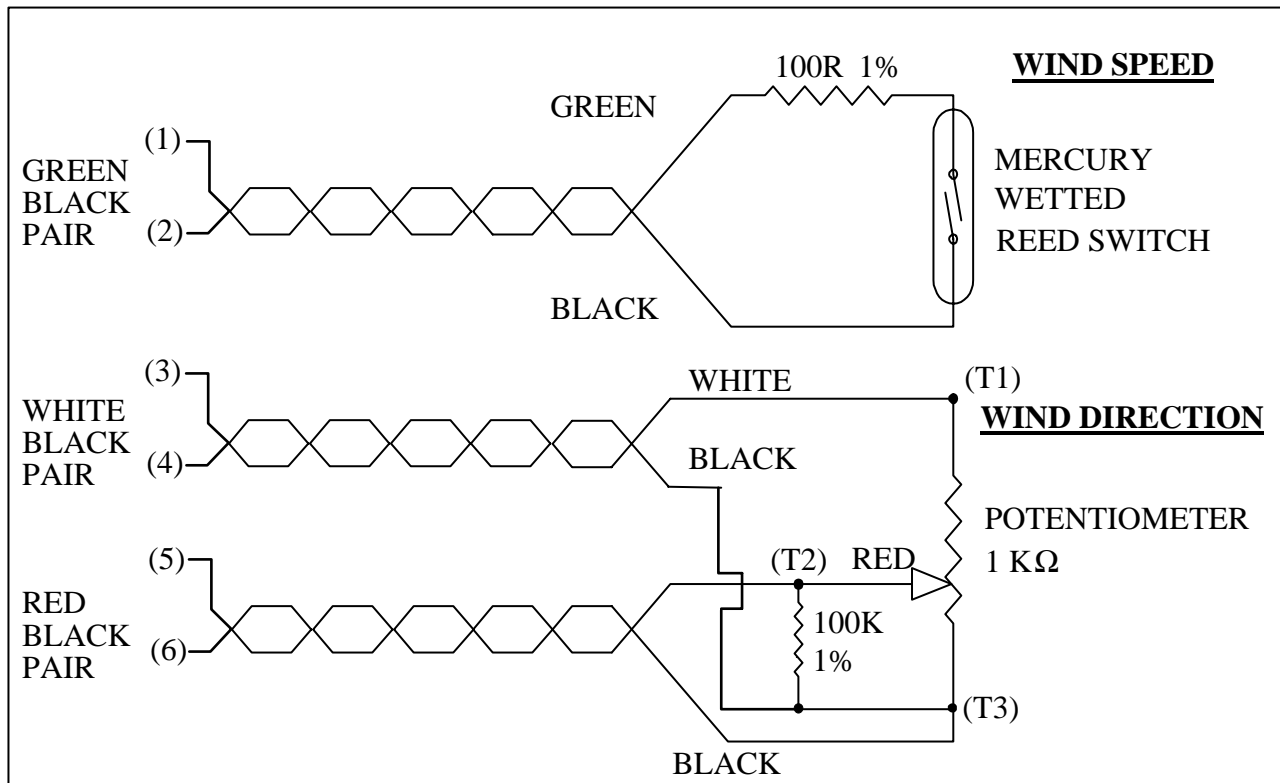 WIND SPEED
100R 1%
GREEN
(1)
GREEN
BLACK
PAIR
(2)
MERCURY
WETTED
REED SWITCH
BLACK
(3)
WHITE
(T1)
WHITE
BLACK
PAIR
(4)
WIND DIRECTION
BLACK
POTENTIOMETER
1 KΩ
(5)
(T2)
RED
RED
BLACK
PAIR
(6)
100K
1%
(T3)
BLACK